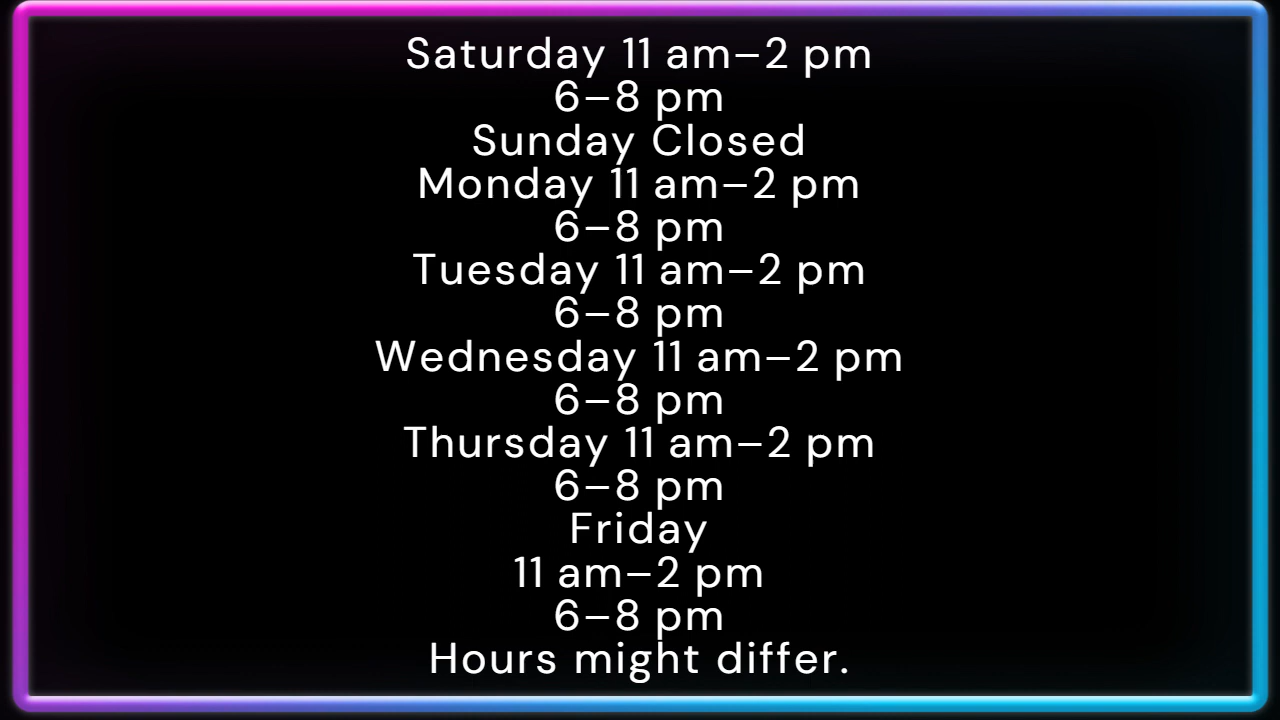 Saturday 11 am–2 pm
6–8 pm
Sunday Closed
Monday 11 am–2 pm
6–8 pm
Tuesday 11 am–2 pm
6–8 pm
Wednesday 11 am–2 pm
6–8 pm
Thursday 11 am–2 pm
6–8 pm
Friday
11 am–2 pm
6–8 pm
Hours might differ.